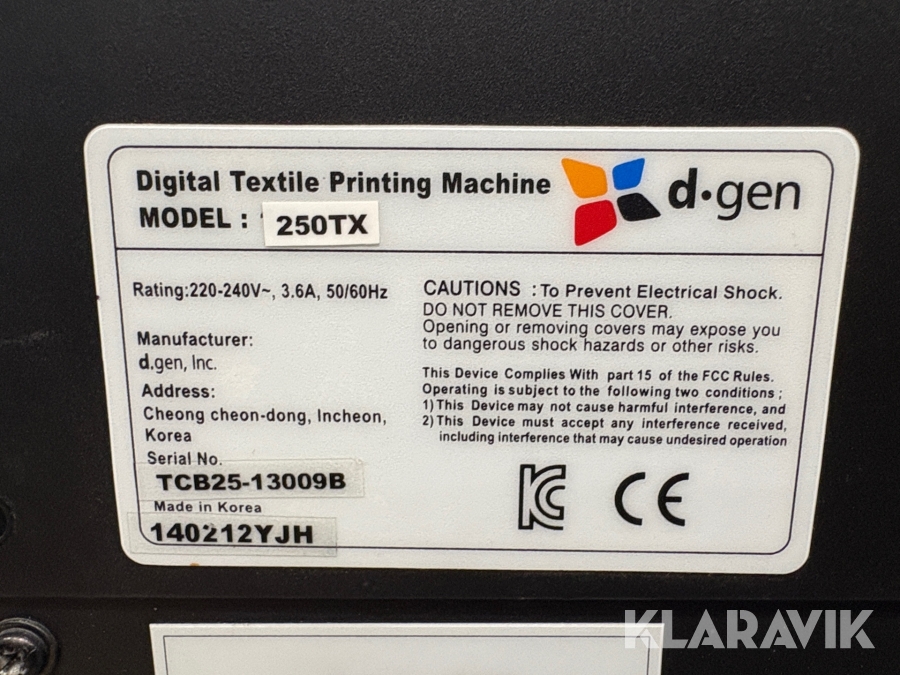 Digital Textile Printing Machine
d.gen
MODEL :
250TX
Rating:220-240V~, 3.6A, 50/60Hz
Manufacturer:
d.gen, Inc.
Address:
Cheong cheon-dong, Incheon,
Korea
Serial No.
TCB25-13009B
Made in Korea
140212YJH
CAUTIONS : To Prevent Electrical Shock.
DO NOT REMOVE THIS COVER.
Opening or removing covers may expose you
to dangerous shock hazards or other risks.
This Device Complies With part 15 of the FCC Rules.
Operating is subject to the following two conditions ;
1) This Device may not cause harmful interference, and
2) This Device must accept any interference received,
including interference that may cause undesired operation
KC CE
KLARAVIK